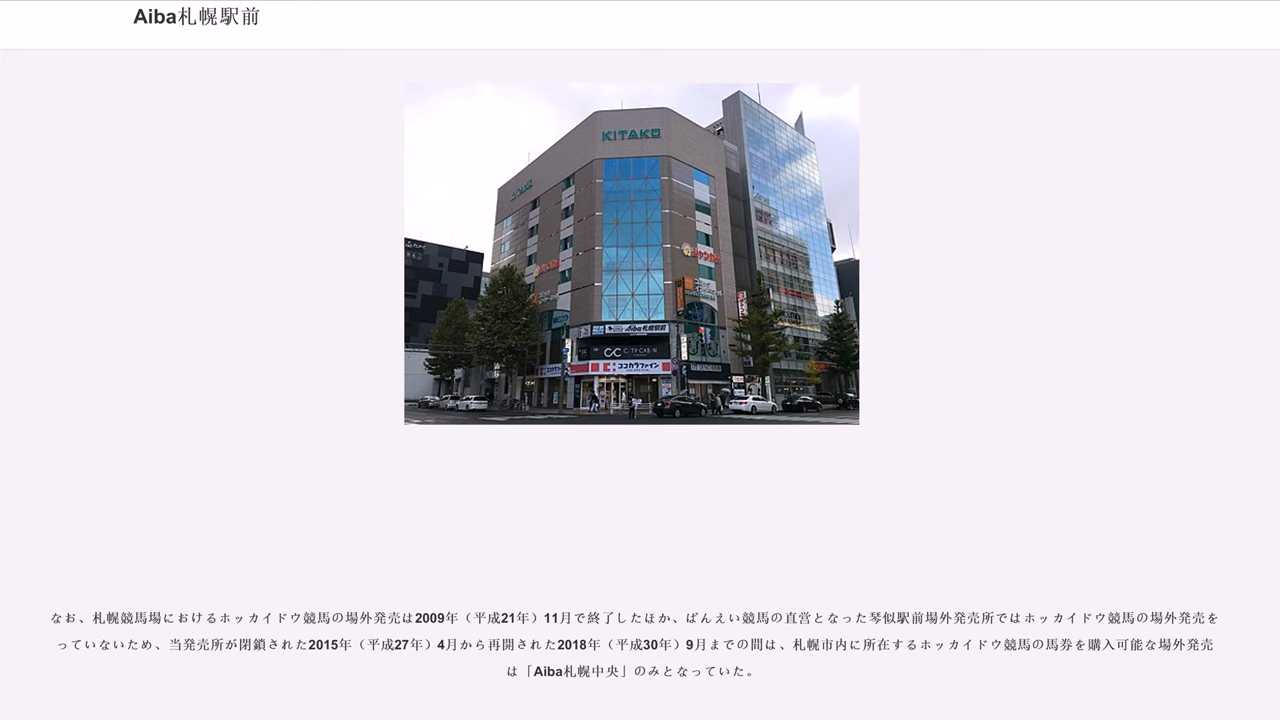 Aiba札幌駅前
KITAKO
Aiba札幌駅前
CITY CABIN
ココカラファイン
なお、札幌競馬場におけるホッカイドウ競馬の場外発売は2009年（平成21年）11月で終了したほか、ばんえい競馬の直営となった琴似駅前場外発売所ではホッカイドウ競馬の場外発売を
っていないため、当発売所が閉鎖された2015年（平成27年）4月から再開された2018年（平成30年）9月までの間は、札幌市内に所在するホッカイドウ競馬の馬券を購入可能な場外発売
は「Aiba札幌中央」のみとなっていた。